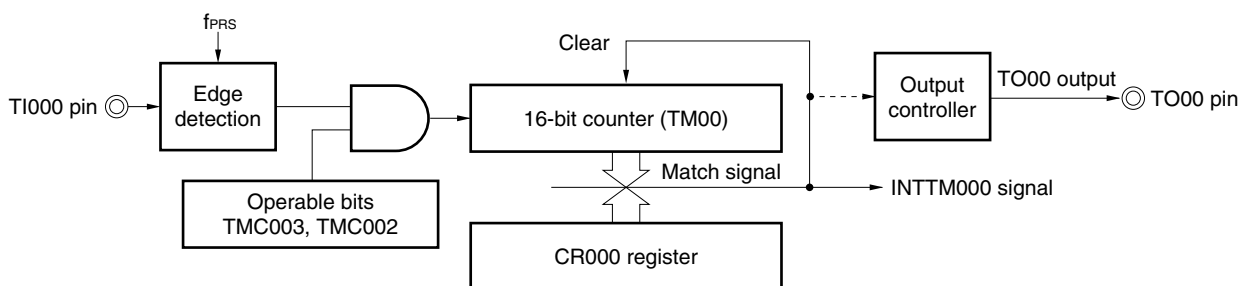 fPRS
Clear
TI000 pin
Edge
detection
16-bit counter (TM00)
Output
controller
TO00 output
TO00 pin
Operable bits
TMC003, TMC002
Match signal
INTTM000 signal
CR000 register